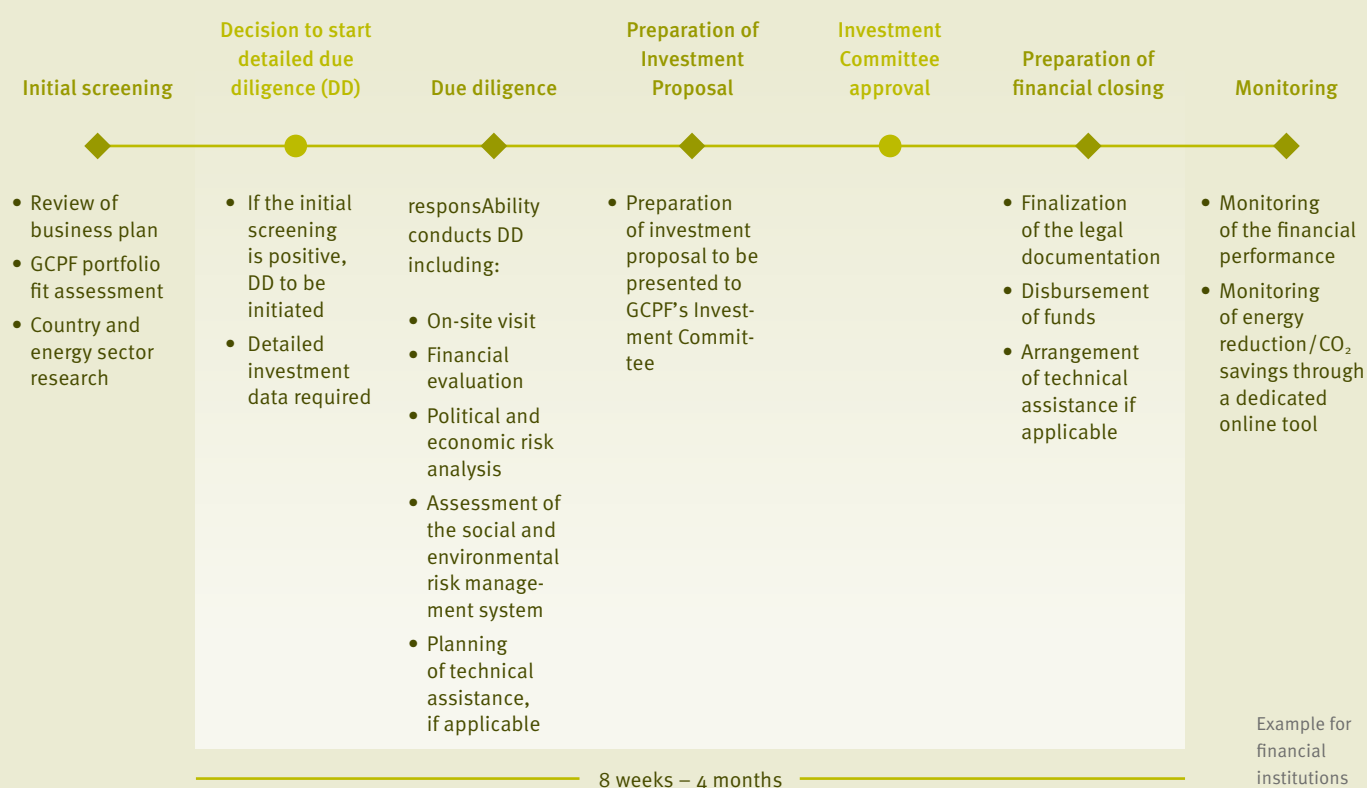 Initial screening
Decision to start
detailed due
diligence (DD)
Due diligence
Preparation of
Investment
Proposal
Investment
Committee
approval
Preparation of
financial closing
Monitoring
• Review of
business plan
• GCPF portfolio
fit assessment
• Country and
energy sector
research
• If the initial
screening
is positive,
DD to be
initiated
• Detailed
investment
data required
responsAbility
conducts DD
including:
• On-site visit
• Financial
evaluation
• Political and
economic risk
analysis
• Assessment of
the social and
environmental
risk manage-
ment system
• Planning
of technical
assistance,
if applicable
• Preparation
of investment
proposal to be
presented to
GCPF’s Invest-
ment Commit-
tee
• Finalization
of the legal
documentation
• Disbursement
of funds
• Arrangement
of technical
assistance if
applicable
• Monitoring
of the financial
performance
• Monitoring
of energy
reduction/CO₂
savings through
a dedicated
online tool
8 weeks – 4 months
Example for
financial
institutions